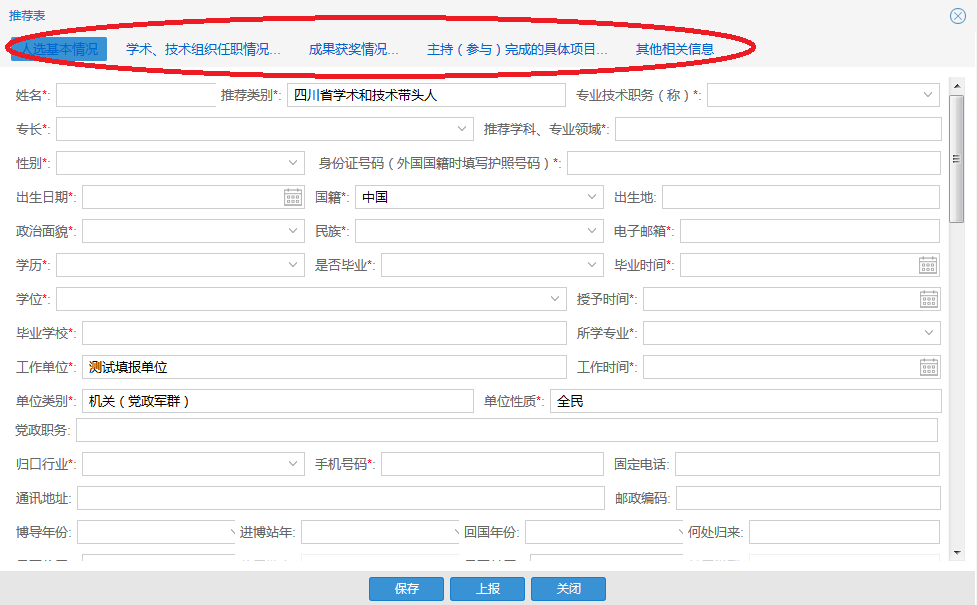 推荐表
人选基本情况 学术、技术组织任职情况... 成果获奖情况... 主持（参与）完成的具体项目... 其他相关信息
姓名*: 推荐类别*: 四川省学术和技术带头人 专业技术职务（称）*:
专长*: 推荐学科、专业领域*:
性别*: 身份证号码（外国国籍时填写护照号码）*:
出生日期*: 国籍*: 中国 出生地:
政治面貌*: 民族*: 电子邮箱*:
学历*: 是否毕业*: 毕业时间*:
学位*: 授予时间*:
毕业学校*: 所学专业*:
工作单位*: 测试填报单位 工作时间*:
单位类别*: 机关（党政军群） 单位性质*: 全民
党政职务:
归口行业*: 手机号码*: 固定电话:
通讯地址: 邮政编码:
博导年份: 进博站年: 回国年份: 何处归来:
保存 上报 关闭